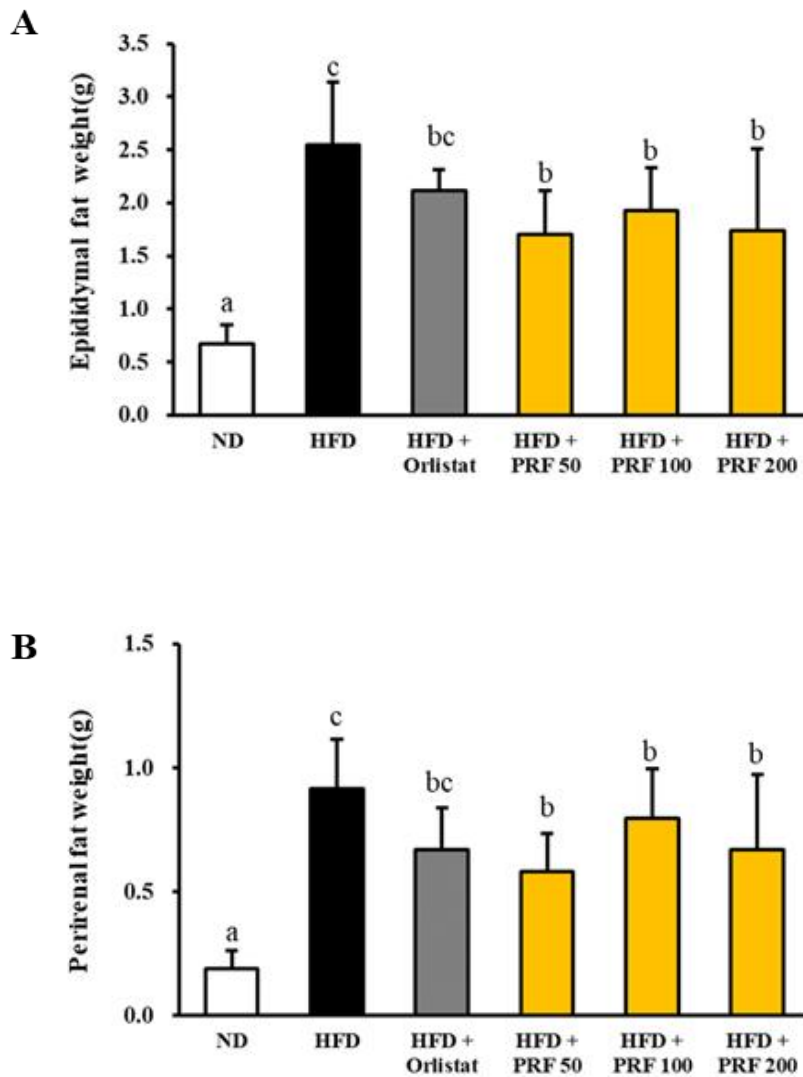 A
Epididymal fat weight(g)
3.5
3.0
2.5
2.0
1.5
1.0
0.5
0.0
a
c
bc
b
b
b
ND
HFD
HFD +
Orlistat
HFD +
PRF 50
HFD +
PRF 100
HFD +
PRF 200
B
Perirenal fat weight(g)
1.5
1.0
0.5
0.0
a
c
bc
b
b
b
ND
HFD
HFD +
Orlistat
HFD +
PRF 50
HFD +
PRF 100
HFD +
PRF 200